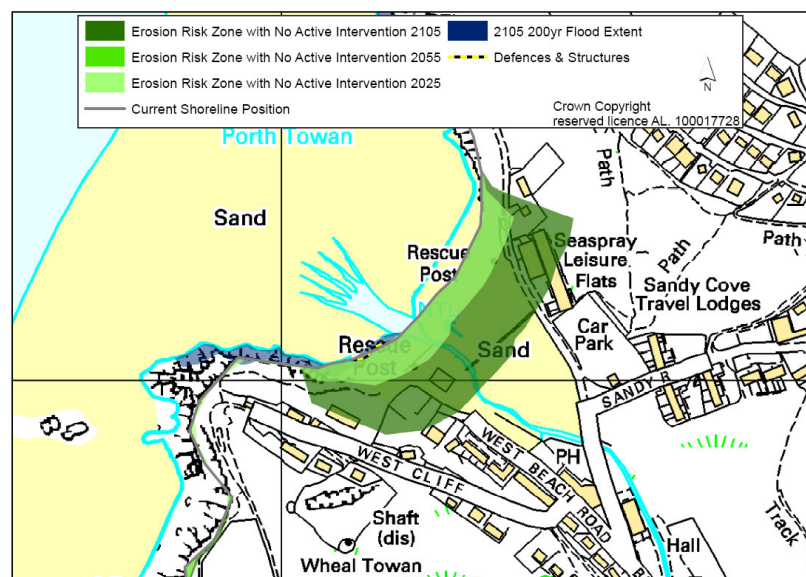 Erosion Risk Zone with No Active Intervention 2105
Erosion Risk Zone with No Active Intervention 2055
Erosion Risk Zone with No Active Intervention 2025
Current Shoreline Position
2105 200yr Flood Extent
Defences & Structures
N
Crown Copyright
reserved licence AL. 100017728
Porth Towan
Sand
Path
Path
Path
Rescue
Post
Seaspray
Leisure
Flats
Sandy Cove
Travel Lodges
Rescue
Post
Sand
Car
Park
SANDY R
WEST CLIFF
WEST BEACH ROAD
PH
Shaft
(dis)
Wheal Towan
Hall
Track